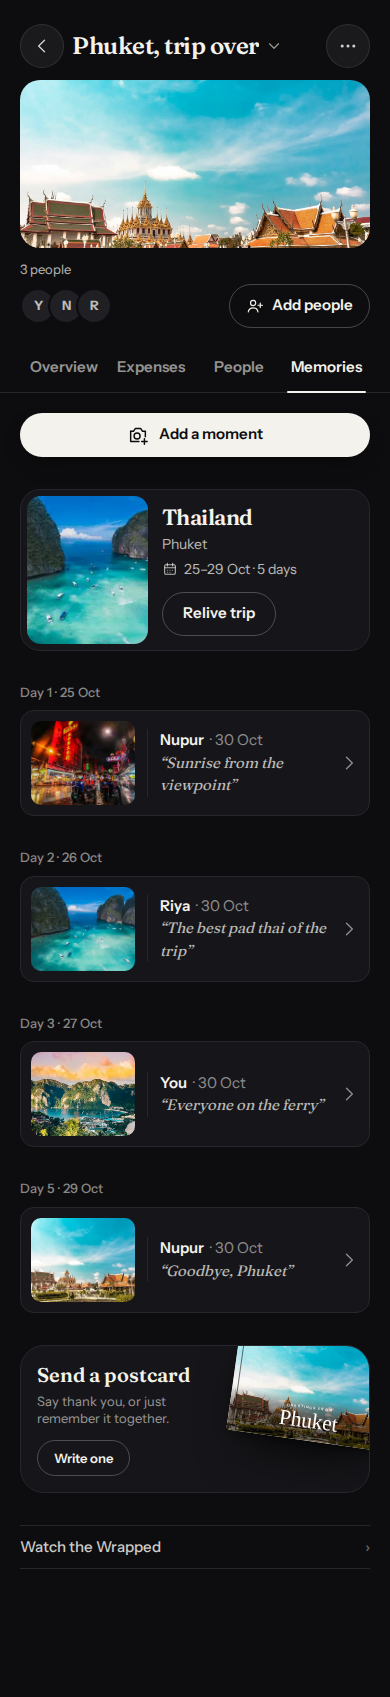 Phuket, trip over
3 people
Y N R
Add people
Overview Expenses People Memories
Add a moment
Thailand
Phuket
25–29 Oct · 5 days
Relive trip
Day 1 · 25 Oct
Nupur · 30 Oct
“Sunrise from the
viewpoint”
Day 2 · 26 Oct
Riya · 30 Oct
“The best pad thai of the
trip”
Day 3 · 27 Oct
You · 30 Oct
“Everyone on the ferry”
Day 5 · 29 Oct
Nupur · 30 Oct
“Goodbye, Phuket”
Send a postcard
Say thank you, or just
remember it together.
GREETINGS FROM
Phuket
Write one
Watch the Wrapped